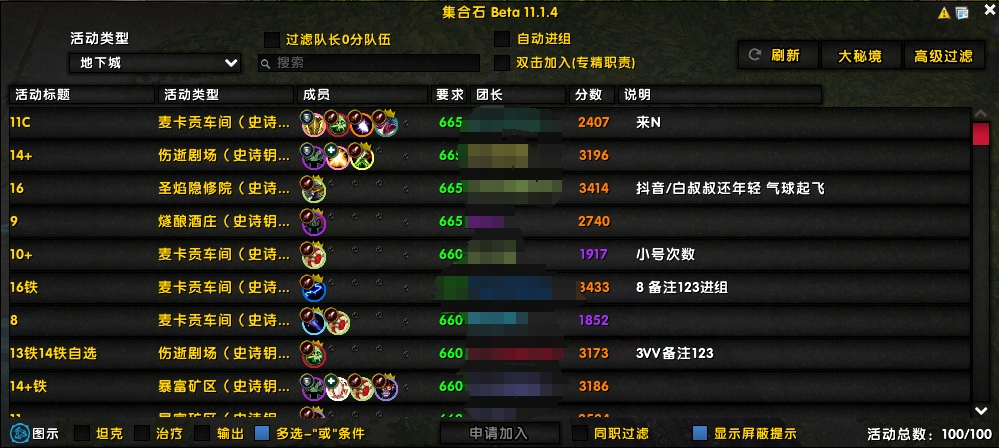 集合石 Beta 11.1.4
活动类型
过滤队长0分队伍
自动进组
地下城
搜索
双击加入(专精职责)
刷新
大秘境
高级过滤
活动标题 活动类型 成员 要求 团长 分数 说明
11C 麦卡贡车间（史诗... 665 2407 来N
14+ 伤逝剧场（史诗钥... 3196
16 圣焰隐修院（史诗... 665 3414 抖音/白叔叔还年轻 气球起飞
9 燧酿酒庄（史诗钥... 665 2740
10+ 麦卡贡车间（史诗... 660 1917 小号次数
16铁 麦卡贡车间（史诗... 660 3433 8 备注123进组
8 麦卡贡车间（史诗... 660 1852
13铁14铁自选 伤逝剧场（史诗钥... 660 3173 3VV备注123
14+铁 暴富矿区（史诗钥... 660 3186
图示 坦克 治疗 输出 多选-"或"条件 申请加入 同职过滤 显示屏蔽提示 活动总数: 100/100